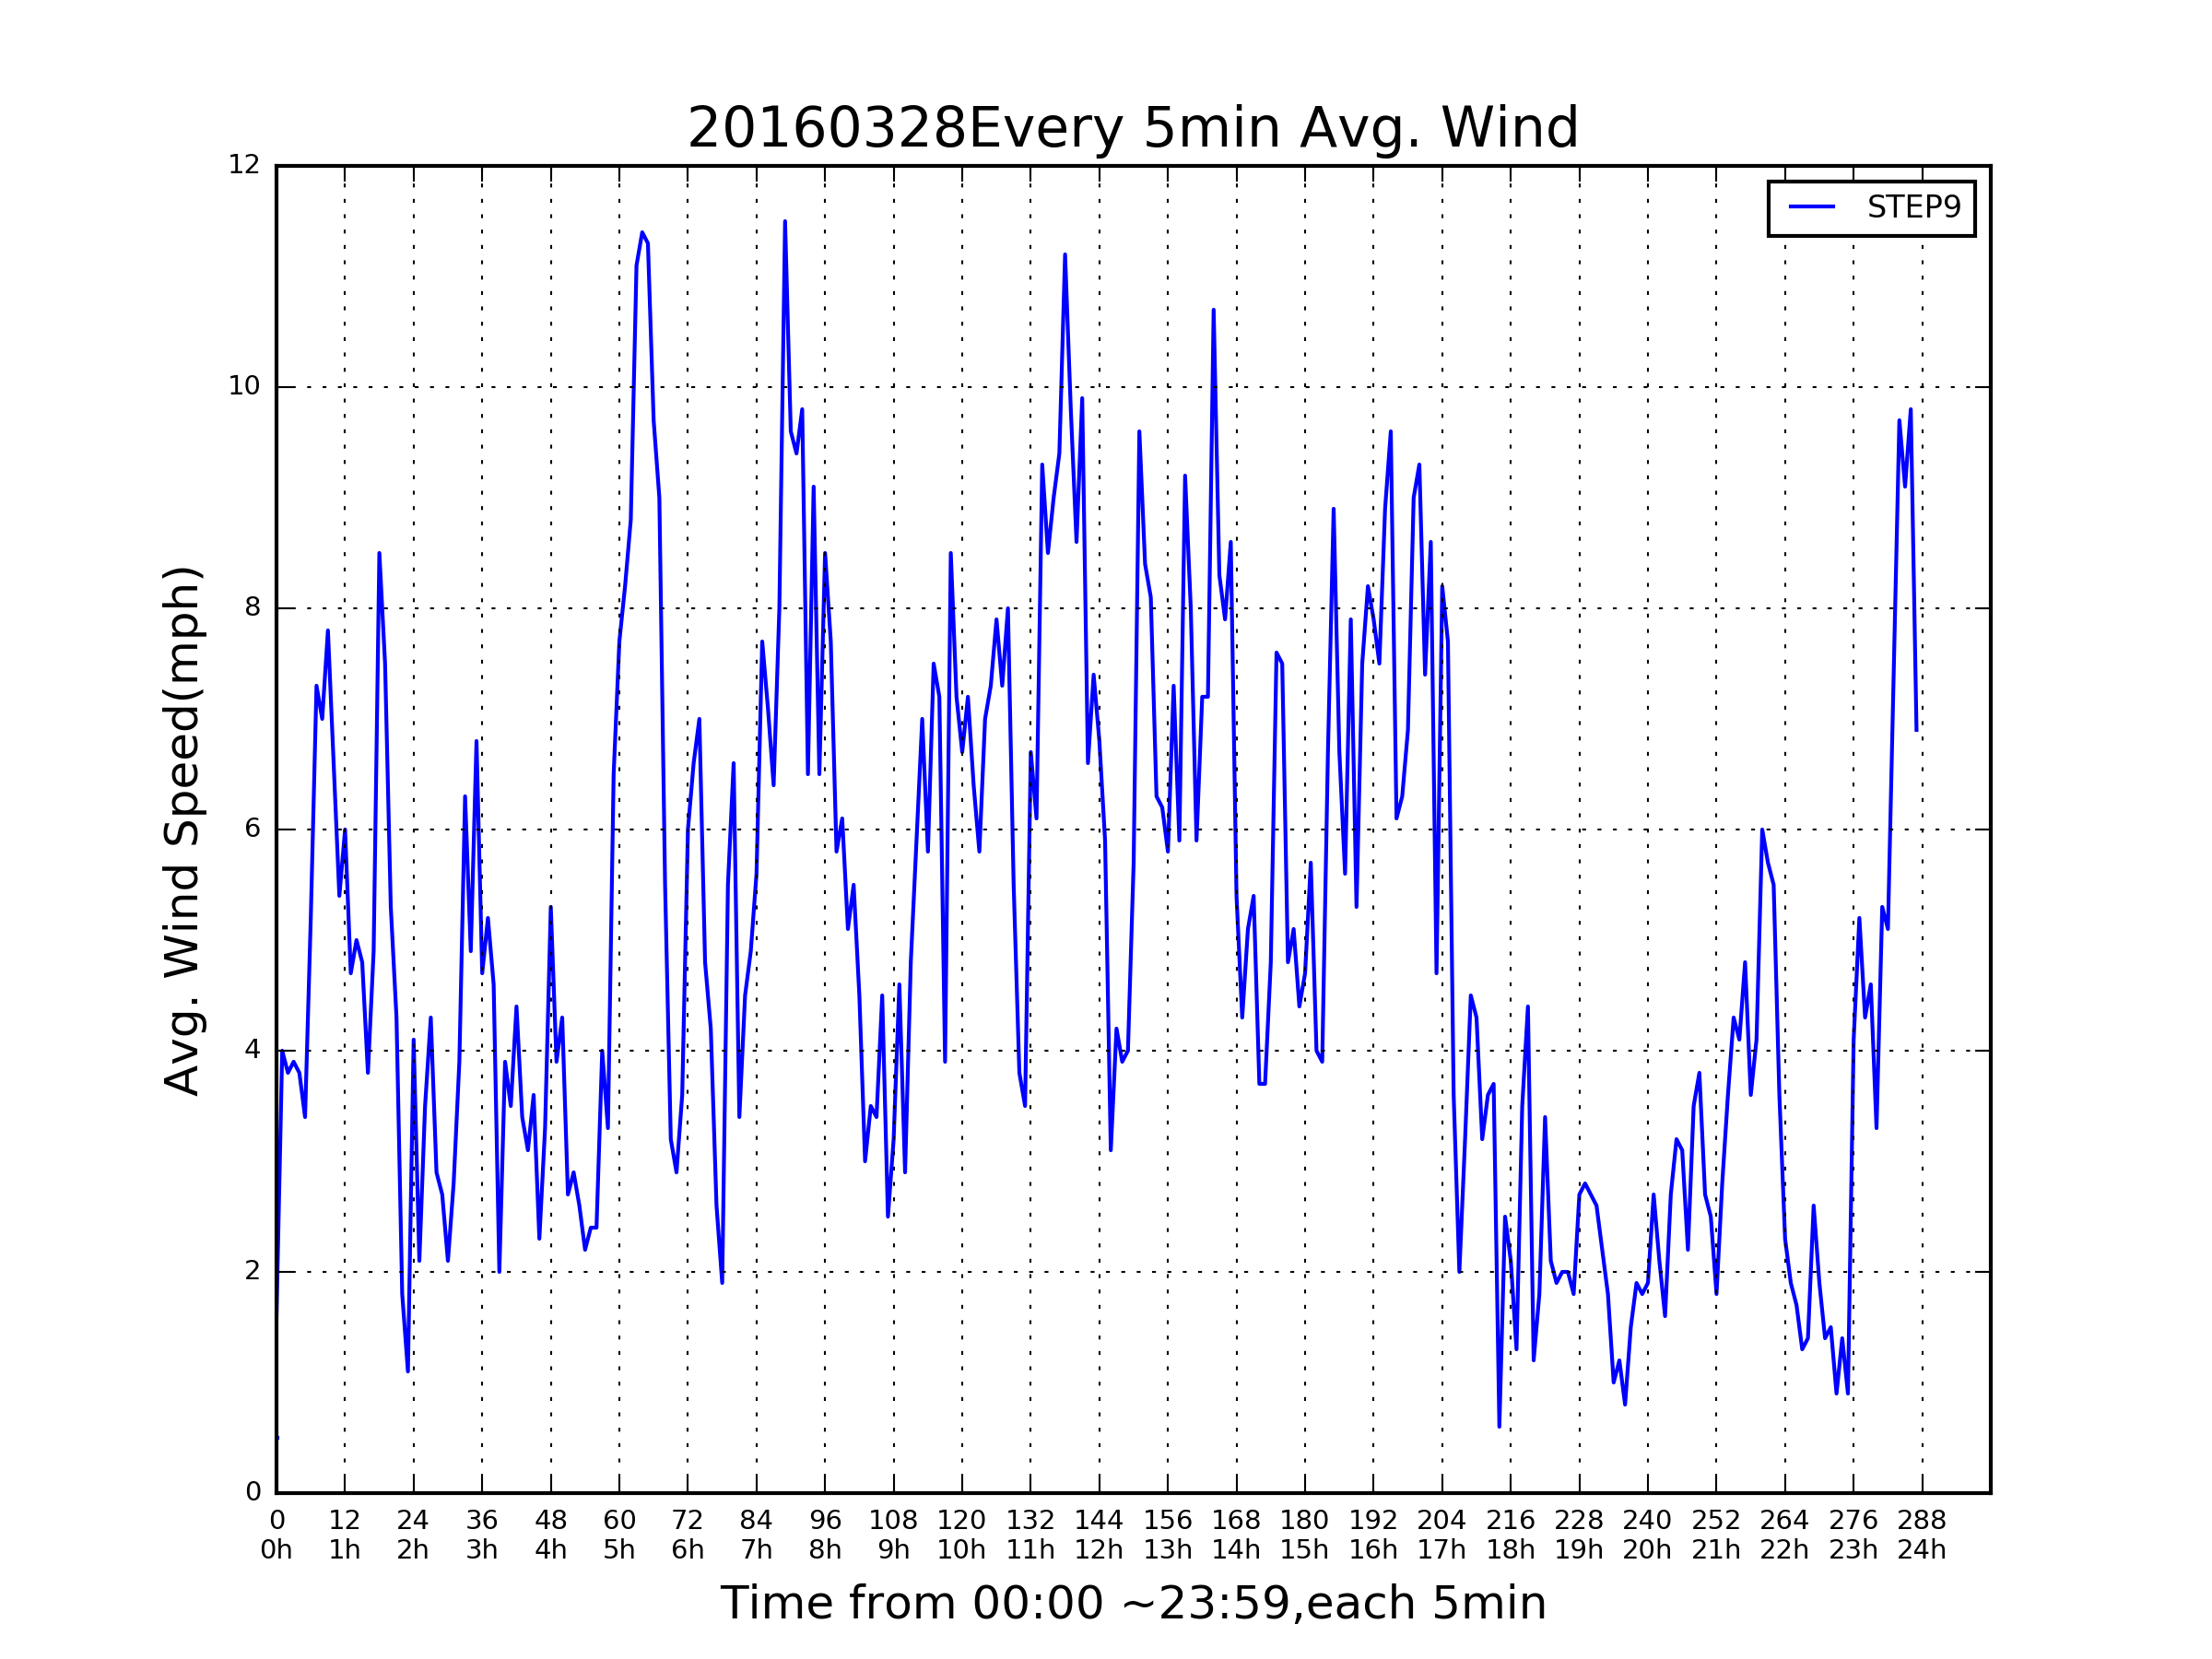 20160328Every 5min Avg. Wind
STEP9
Avg. Wind Speed(mph)
12
10
8
6
4
2
0
0 12 24 36 48 60 72 84 96 108 120 132 144 156 168 180 192 204 216 228 240 252 264 276 288
0h 1h 2h 3h 4h 5h 6h 7h 8h 9h 10h 11h 12h 13h 14h 15h 16h 17h 18h 19h 20h 21h 22h 23h 24h
Time from 00:00 ~23:59,each 5min